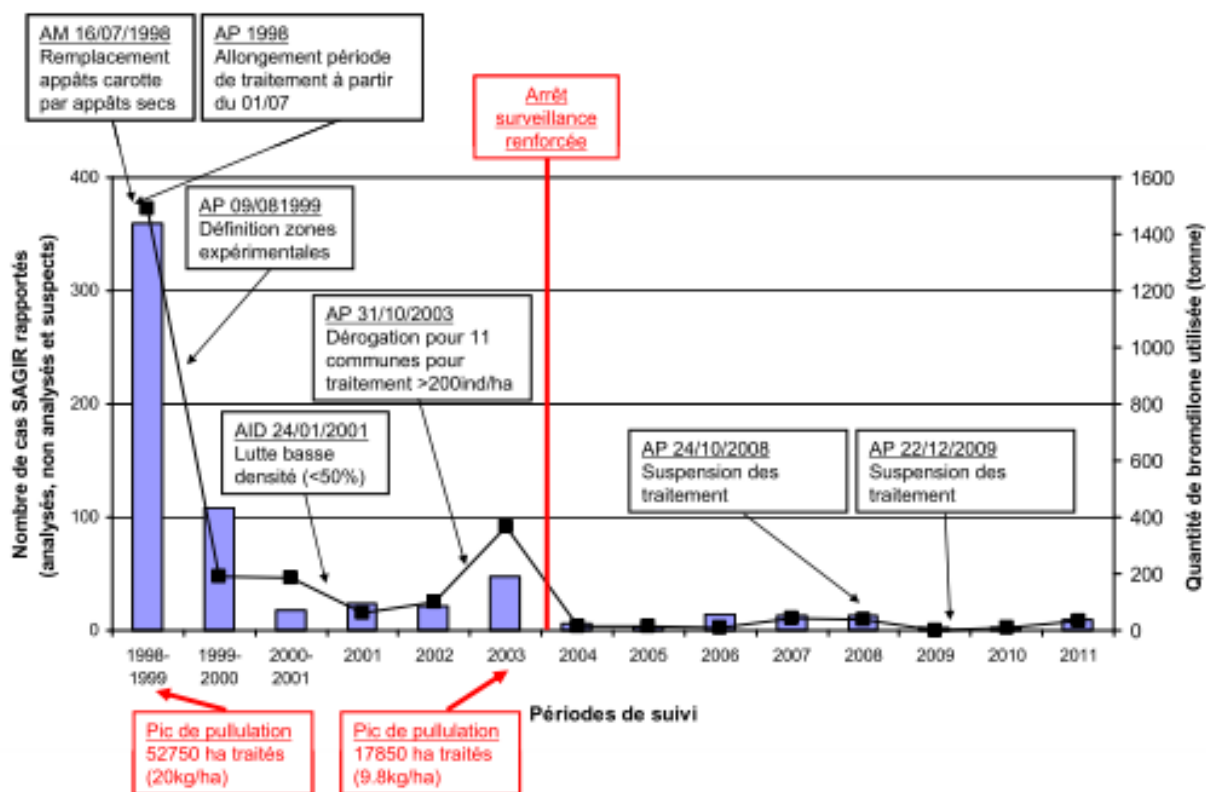 AM 16/07/1998
Remplacement
appâts carotte
par appâts secs
AP 1998
Allongement période
de traitement à partir
du 01/07
Arrêt
surveillance
renforcée
AP 09/081999
Définition zones
expérimentales
AP 31/10/2003
Dérogation pour 11
communes pour
traitement >200ind/ha
AID 24/01/2001
Lutte basse
densité (<50%)
AP 24/10/2008
Suspension des
traitement
AP 22/12/2009
Suspension des
traitement
Nombre de cas SAGIR rapportés
(analysés, non analysés et suspects)
400
300
200
100
0
1600
1400
1200
1000
800
600
400
200
0
Quantité de bromdilone utilisée (tonne)
1998-
1999
1999-
2000
2000-
2001
2001
2002
2003
2004
2005
2006
2007
2008
2009
2010
2011
Périodes de suivi
Pic de pullulation
52750 ha traités
(20kg/ha)
Pic de pullulation
17850 ha traités
(9.8kg/ha)